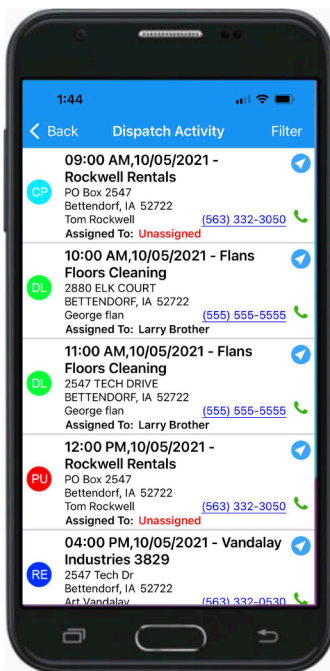 1:44
Back Dispatch Activity Filter
09:00 AM,10/05/2021 -
Rockwell Rentals
CP
PO Box 2547
Bettendorf, IA 52722
Tom Rockwell (563) 332-3050
Assigned To: Unassigned
10:00 AM,10/05/2021 - Flans
Floors Cleaning
DL
2880 ELK COURT
BETTENDORF, IA 52722
George flan (555) 555-5555
Assigned To: Larry Brother
11:00 AM,10/05/2021 - Flans
Floors Cleaning
DL
2547 TECH DRIVE
BETTENDORF, IA 52722
George flan (555) 555-5555
Assigned To: Larry Brother
12:00 PM,10/05/2021 -
Rockwell Rentals
PU
PO Box 2547
Bettendorf, IA 52722
Tom Rockwell (563) 332-3050
Assigned To: Unassigned
04:00 PM,10/05/2021 - Vandalay
Industries 3829
RE
2547 Tech Dr
Bettendorf, IA 52722
Art Vandalay (563) 332-0530